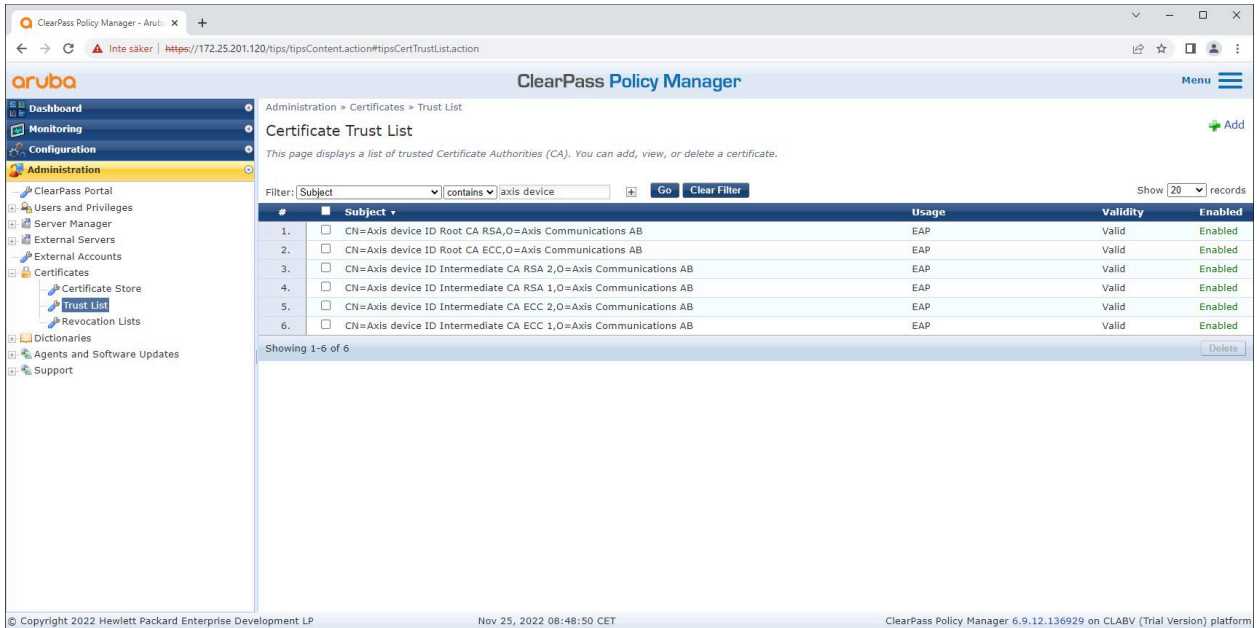 ClearPass Policy Manager - Arub
Inte säker | https://172.25.201.120/tips/tipsContent.action#tipsCertTrustList.action
aruba
ClearPass Policy Manager
Menu
Dashboard
Monitoring
Configuration
Administration
ClearPass Portal
Users and Privileges
Server Manager
External Servers
External Accounts
Certificates
Certificate Store
Trust List
Revocation Lists
Dictionaries
Agents and Software Updates
Support
Administration » Certificates » Trust List
Certificate Trust List
Add
This page displays a list of trusted Certificate Authorities (CA). You can add, view, or delete a certificate.
Filter: Subject contains axis device + Go Clear Filter Show 20 records
# Subject Usage Validity Enabled
1. CN=Axis device ID Root CA RSA,O=Axis Communications AB EAP Valid Enabled
2. CN=Axis device ID Root CA ECC,O=Axis Communications AB EAP Valid Enabled
3. CN=Axis device ID Intermediate CA RSA 2,O=Axis Communications AB EAP Valid Enabled
4. CN=Axis device ID Intermediate CA RSA 1,O=Axis Communications AB EAP Valid Enabled
5. CN=Axis device ID Intermediate CA ECC 2,O=Axis Communications AB EAP Valid Enabled
6. CN=Axis device ID Intermediate CA ECC 1,O=Axis Communications AB EAP Valid Enabled
Showing 1-6 of 6 Delete
© Copyright 2022 Hewlett Packard Enterprise Development LP Nov 25, 2022 08:48:50 CET ClearPass Policy Manager 6.9.12.136929 on CLABV (Trial Version) platform